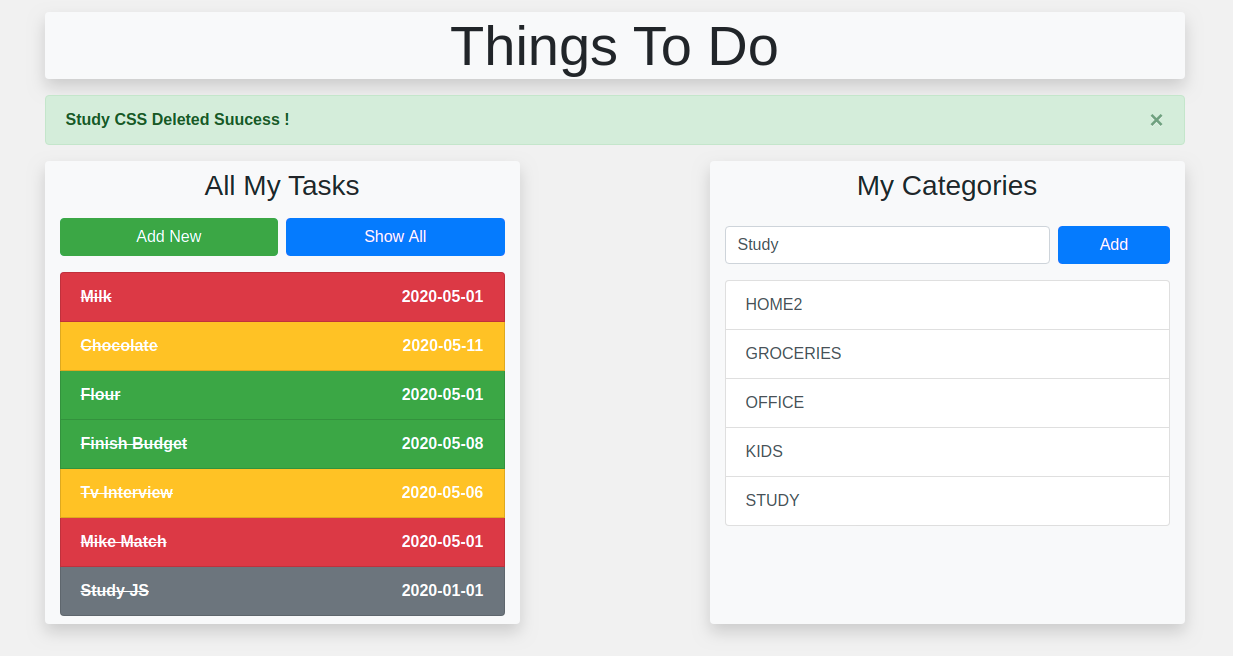 Things To Do
Study CSS Deleted Suucess !
×
All My Tasks
Add New Show All
Milk 2020-05-01
Chocolate 2020-05-11
Flour 2020-05-01
Finish Budget 2020-05-08
Tv Interview 2020-05-06
Mike Match 2020-05-01
Study JS 2020-01-01
My Categories
Study Add
HOME2
GROCERIES
OFFICE
KIDS
STUDY